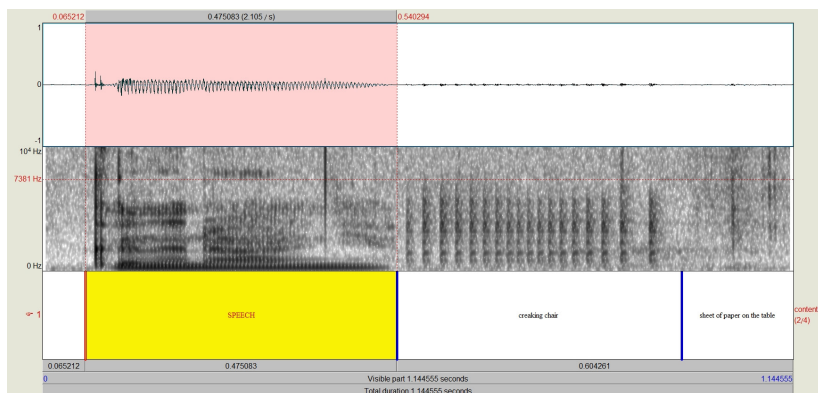 0.065212 0.475083 (2.105 / s) 0.540294
1
0
-1
10⁴ Hz
7381 Hz
0 Hz
1 SPEECH creaking chair sheet of paper on the table content
(2/4)
0.065212 0.475083 0.604261
0 Visible part 1.144555 seconds 1.144555
Total duration 1.144555 seconds